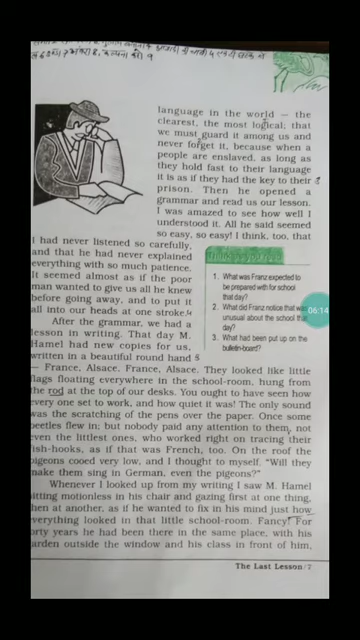 language in the world — the
clearest, the most logical; that
we must guard it among us and
never forget it, because when a
people are enslaved, as long as
they hold fast to their language
it is as if they had the key to their
prison. Then he opened a
grammar and read us our lesson.
I was amazed to see how well I
understood it. All he said seemed
so easy, so easy! I think, too, that
I had never listened so carefully,
and that he had never explained
everything with so much patience.
It seemed almost as if the poor
man wanted to give us all he knew
before going away, and to put it
all into our heads at one stroke.
After the grammar, we had a
lesson in writing. That day M.
Hamel had new copies for us,
written in a beautiful round hand
1. What was Franz expected to
be prepared with for school
that day?
2. What did Franz notice that was
unusual about the school that
day?
3. What had been put up on the
bulletin-board?
06:14
— France, Alsace, France, Alsace. They looked like little
flags floating everywhere in the school-room, hung from
the rod at the top of our desks. You ought to have seen how
every one set to work, and how quiet it was! The only sound
was the scratching of the pens over the paper. Once some
beetles flew in; but nobody paid any attention to them, not
even the littlest ones, who worked right on tracing their
fish-hooks, as if that was French, too. On the roof the
pigeons cooed very low, and I thought to myself, “Will they
make them sing in German, even the pigeons?”
Whenever I looked up from my writing I saw M. Hamel
sitting motionless in his chair and gazing first at one thing,
then at another, as if he wanted to fix in his mind just how
everything looked in that little school-room. Fancy! For
orty years he had been there in the same place, with his
arden outside the window and his class in front of him,
The Last Lesson/7